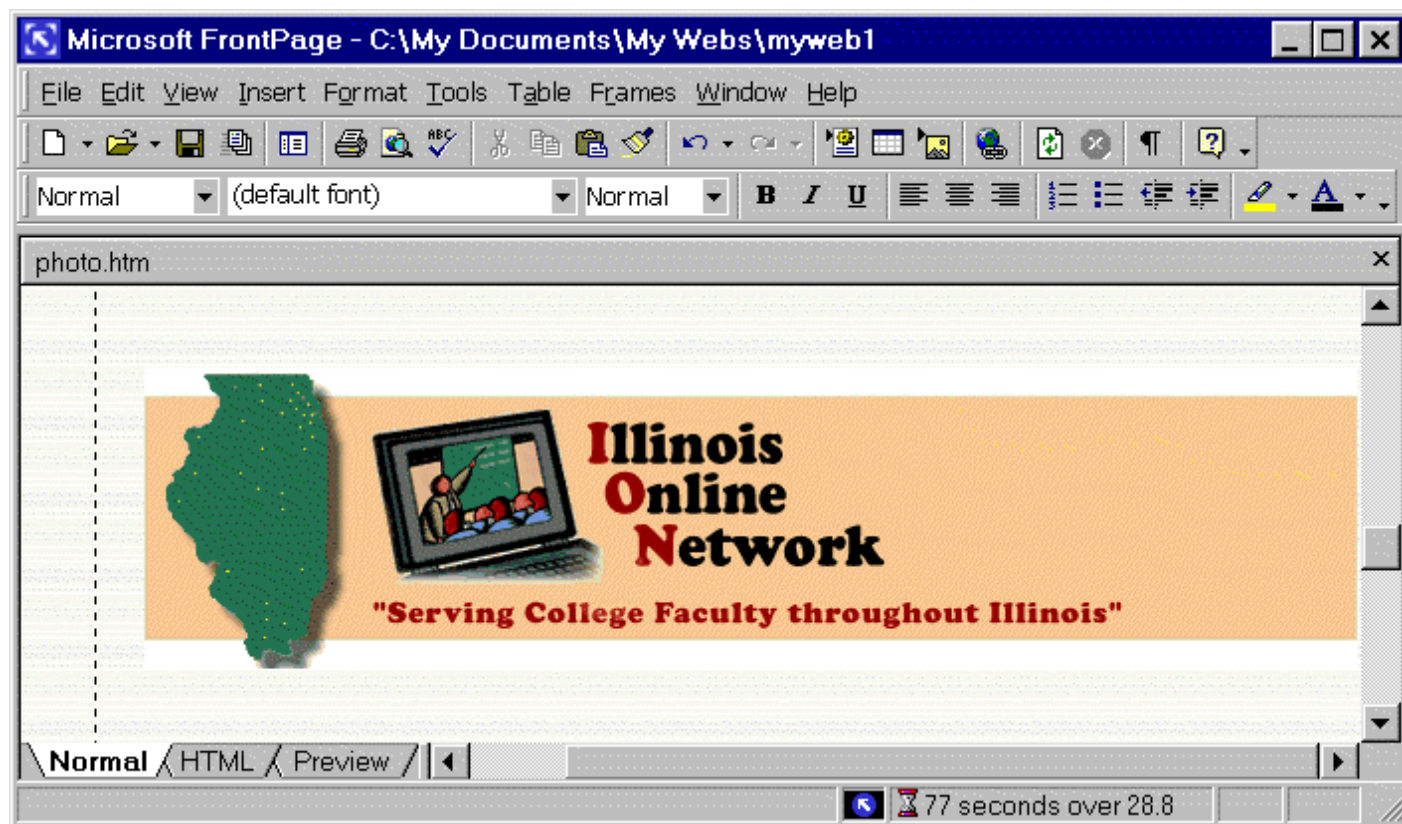 Microsoft FrontPage - C:\My Documents\My Webs\myweb1
File Edit View Insert Format Tools Table Frames Window Help
ABC
Normal (default font) Normal B I U A
photo.htm
Illinois
Online
Network
"Serving College Faculty throughout Illinois"
Normal HTML Preview
77 seconds over 28.8